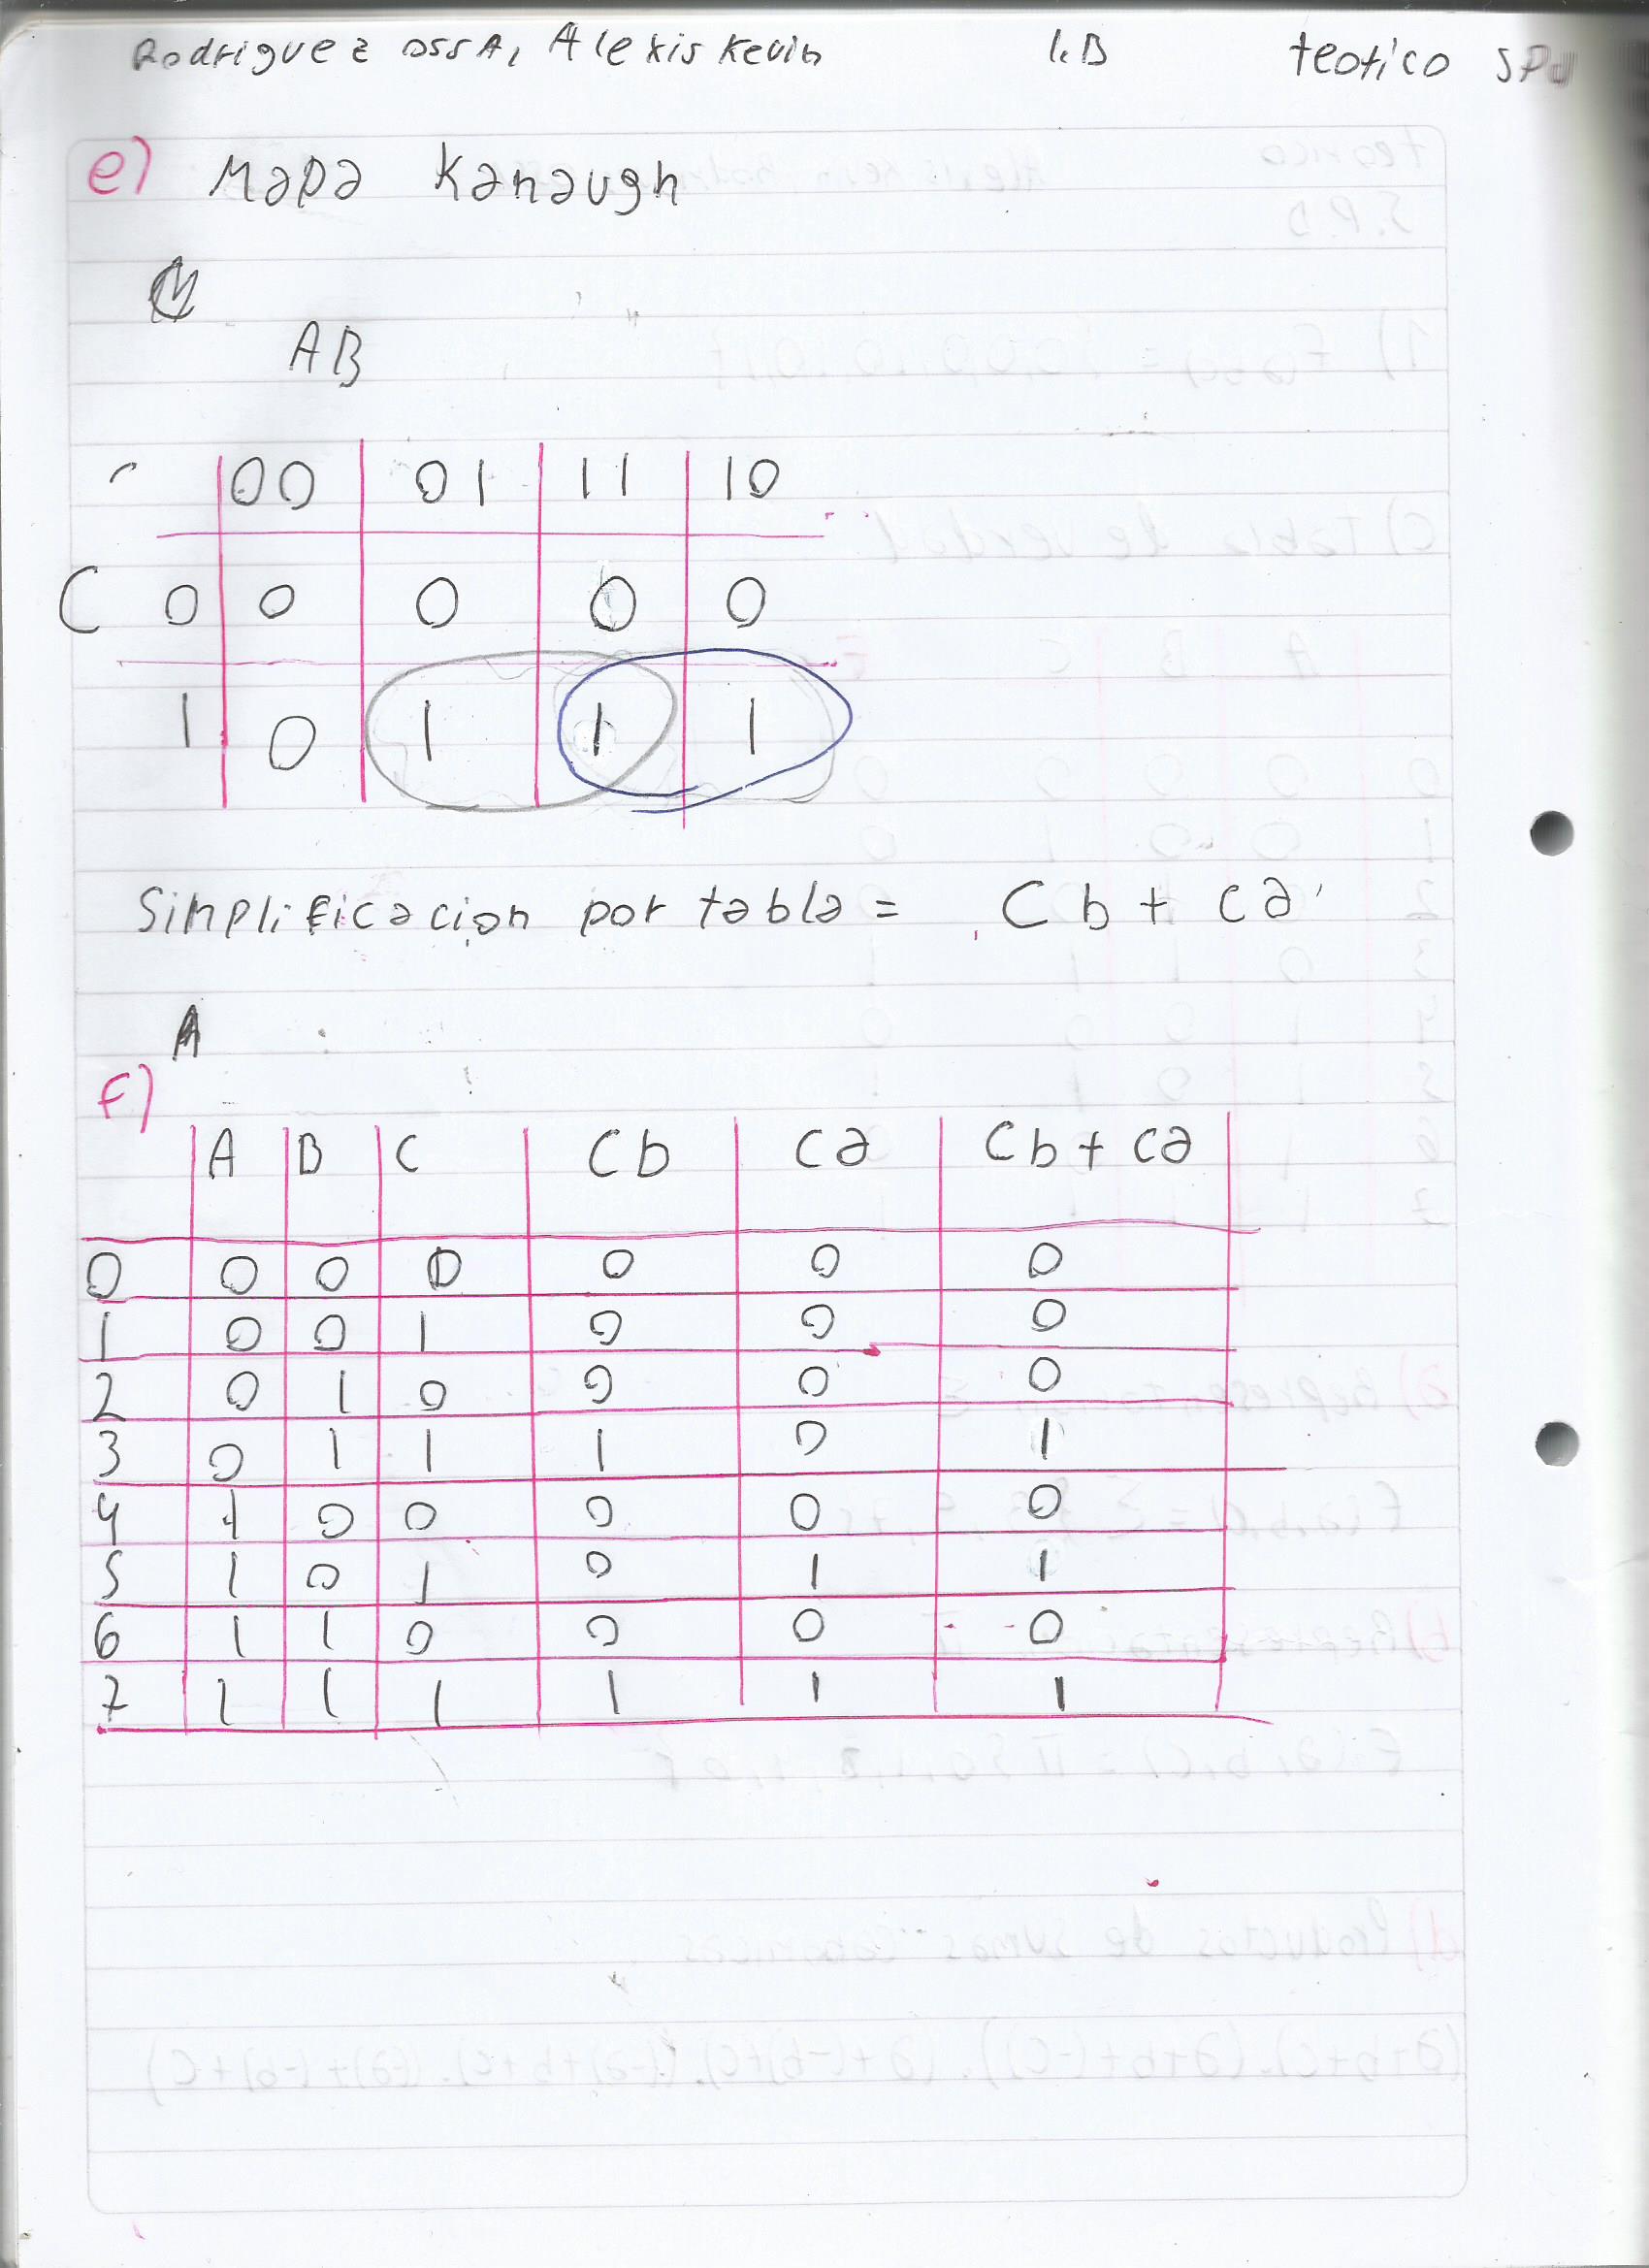 Rodriguez ossA, Alexis Kevin 1.B teorico SPD
e) Mapa Kanaugh
AB
00 01 11 10
C 0 0 0 0 0
1 0 1 1 1
Simplificacion por tabla = Cb + ca
A
f)
A B C Cb ca Cb + ca
0 0 0 0 0 0 0
1 0 0 1 0 0 0
2 0 1 0 0 0 0
3 0 1 1 1 0 1
4 1 0 0 0 0 0
5 1 0 1 0 1 1
6 1 1 0 0 0 0
7 1 1 1 1 1 1